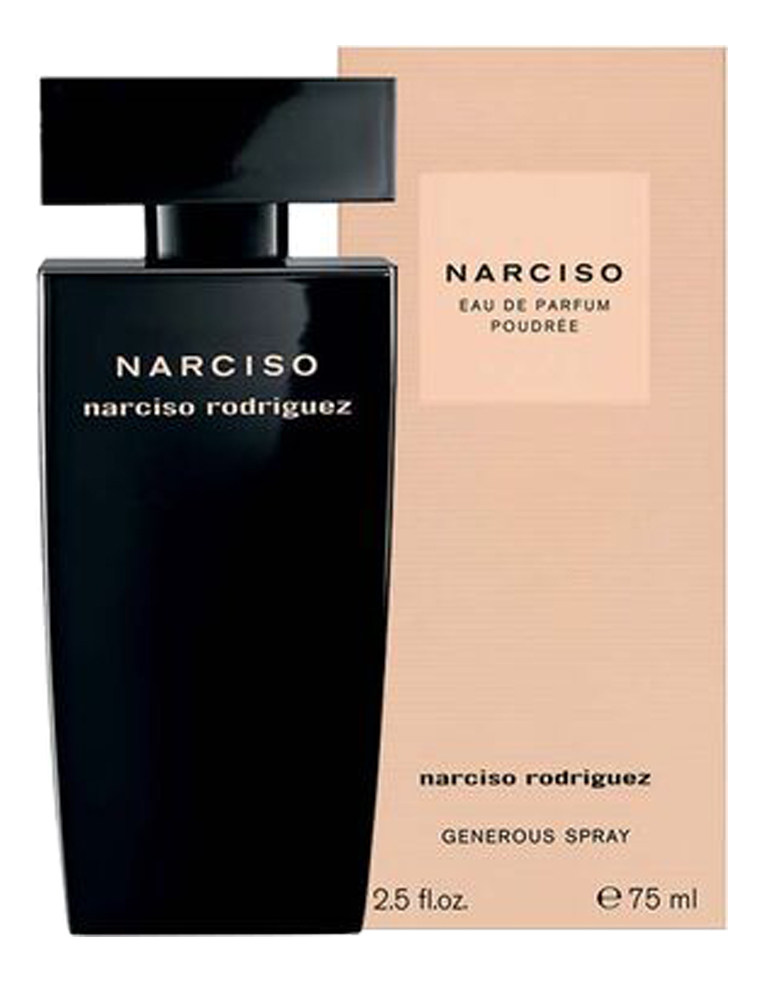 NARCISO
narciso rodriguez
NARCISO
EAU DE PARFUM
POUDRÉE
narciso rodriguez
GENEROUS SPRAY
2.5 fl.oz.
℮ 75 ml